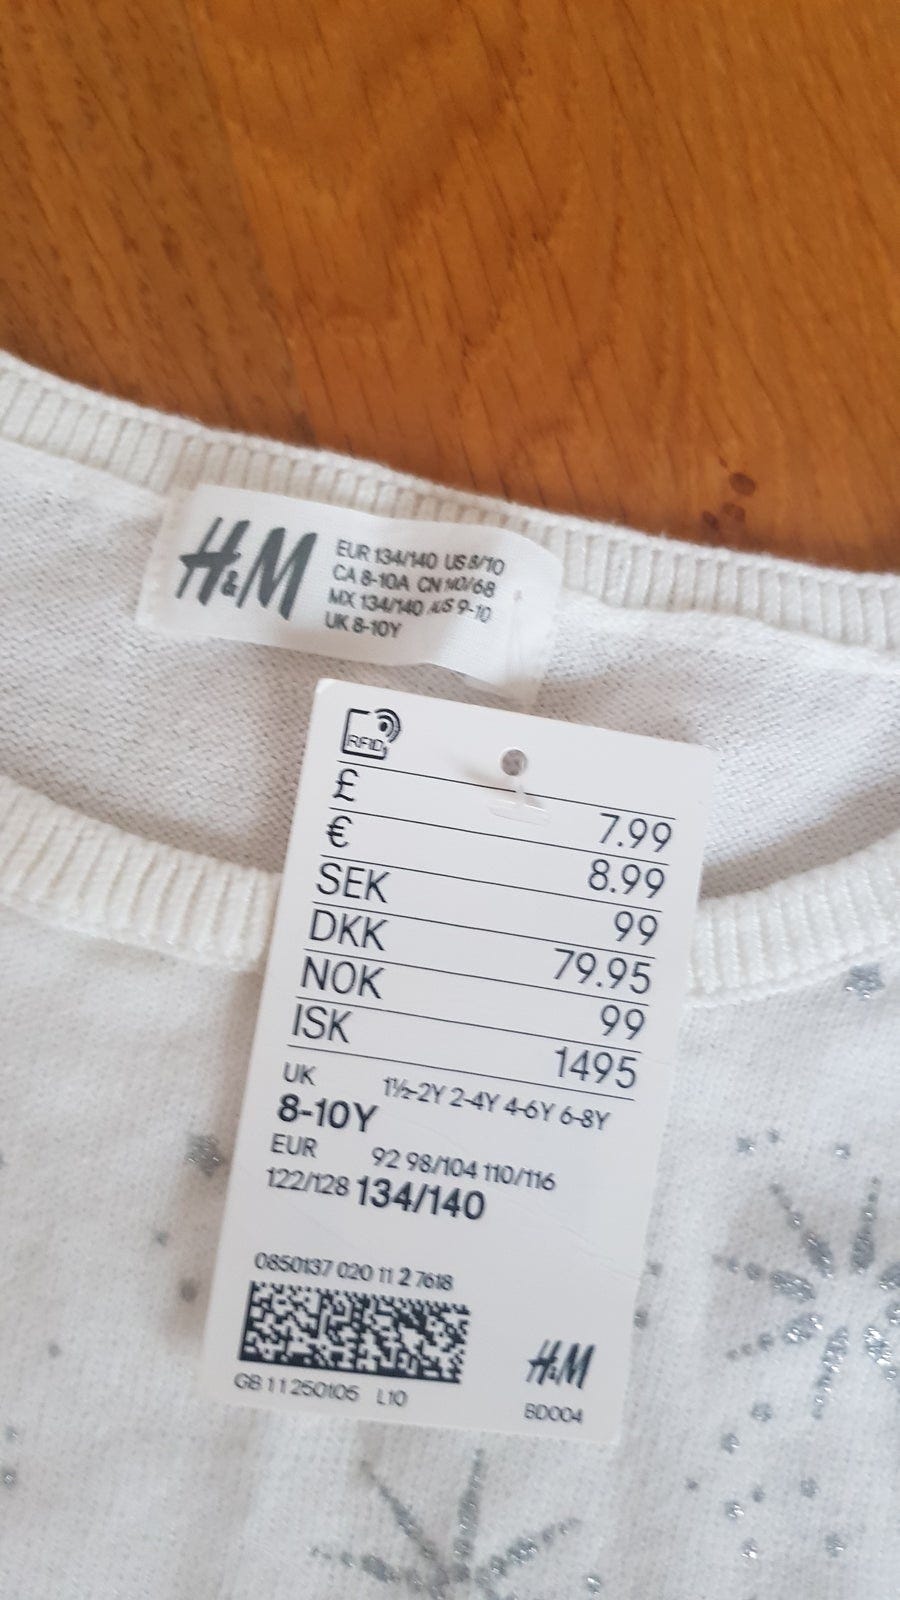 H&M
EUR 134/140 US 8/10
CA 8-10A CN 140/68
MX 134/140 AUS 9-10
UK 8-10Y
RFID
£ 7.99
€ 8.99
SEK 99
DKK 79.95
NOK 99
ISK 1495
UK 1½-2Y 2-4Y 4-6Y 6-8Y
8-10Y
EUR 92 98/104 110/116
122/128 134/140
0850137 020 11 2 7618
H&M
GB 11 250105 L10
BD004